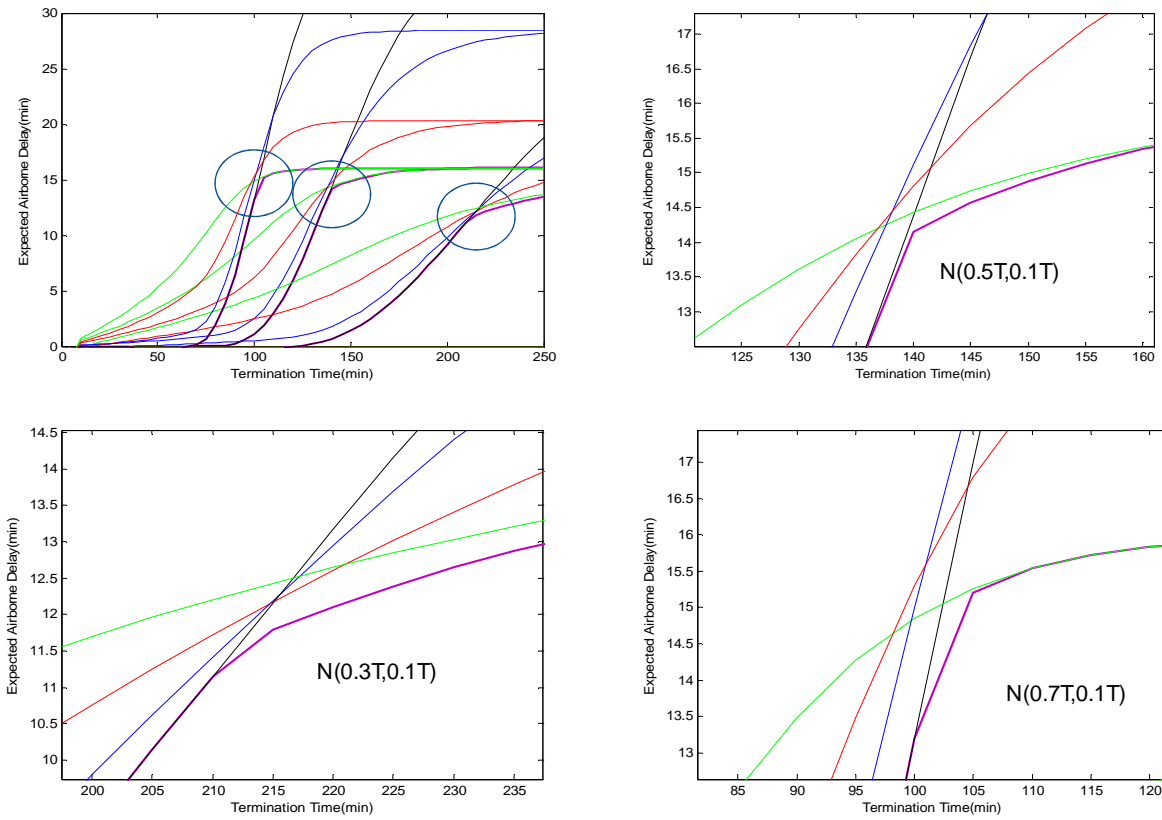 30
25
20
15
10
5
0
0 50 100 150 200 250
Expected Airborne Delay(min)
Termination Time(min)
17
16.5
16
15.5
15
14.5
14
13.5
13
125 130 135 140 145 150 155 160
Expected Airborne Delay(min)
Termination Time(min)
N(0.5T,0.1T)
14.5
14
13.5
13
12.5
12
11.5
11
10.5
10
200 205 210 215 220 225 230 235
Expected Airborne Delay(min)
Termination Time(min)
N(0.3T,0.1T)
17
16.5
16
15.5
15
14.5
14
13.5
13
85 90 95 100 105 110 115 120
Expected Airborne Delay(min)
Termination Time(min)
N(0.7T,0.1T)